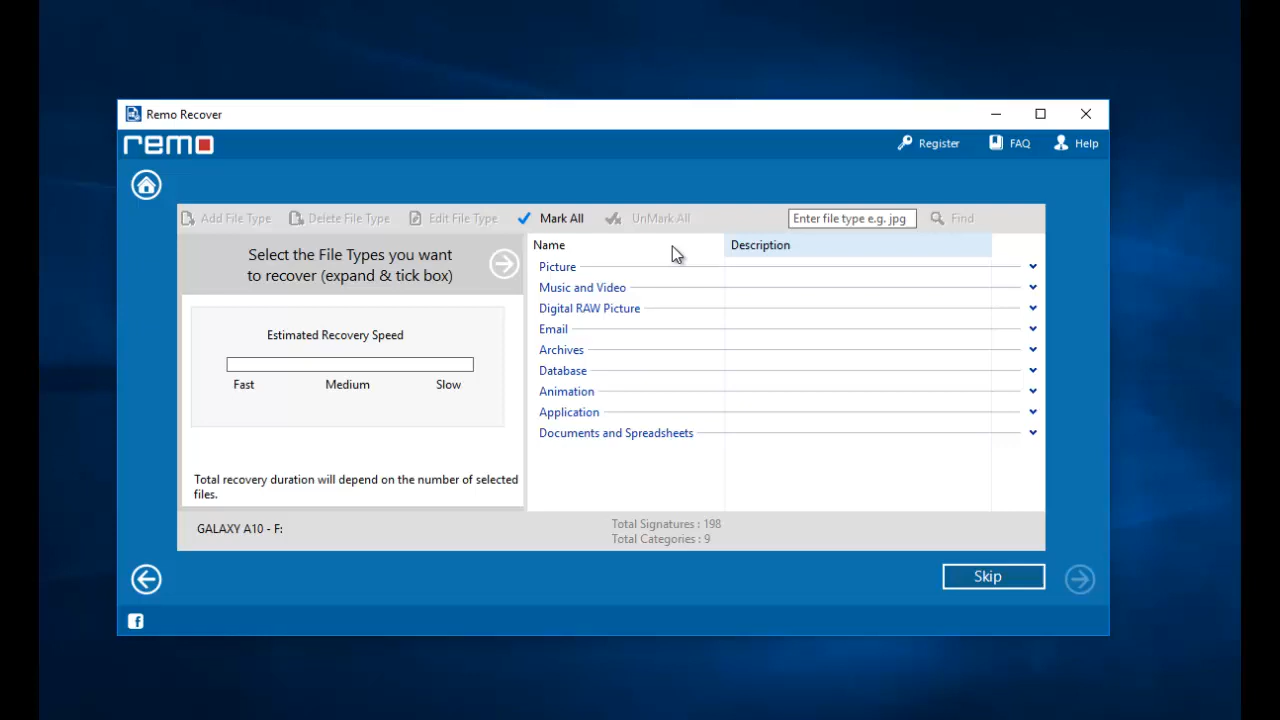 Remo Recover
remo
Register
FAQ
Help
Add File Type
Delete File Type
Edit File Type
Mark All
UnMark All
Enter file type e.g. jpg
Find
Select the File Types you want
to recover (expand & tick box)
Name
Description
Picture
Music and Video
Digital RAW Picture
Email
Archives
Database
Animation
Application
Documents and Spreadsheets
Estimated Recovery Speed
Fast
Medium
Slow
Total recovery duration will depend on the number of selected
files.
GALAXY A10 - F:
Total Signatures : 198
Total Categories : 9
Skip